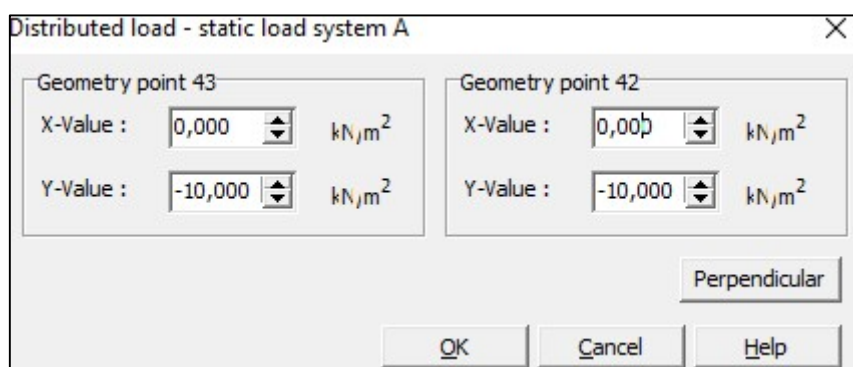 Distributed load - static load system A
Geometry point 43
X-Value : 0,000 kN/m²
Y-Value : -10,000 kN/m²
Geometry point 42
X-Value : 0,000 kN/m²
Y-Value : -10,000 kN/m²
Perpendicular
OK Cancel Help